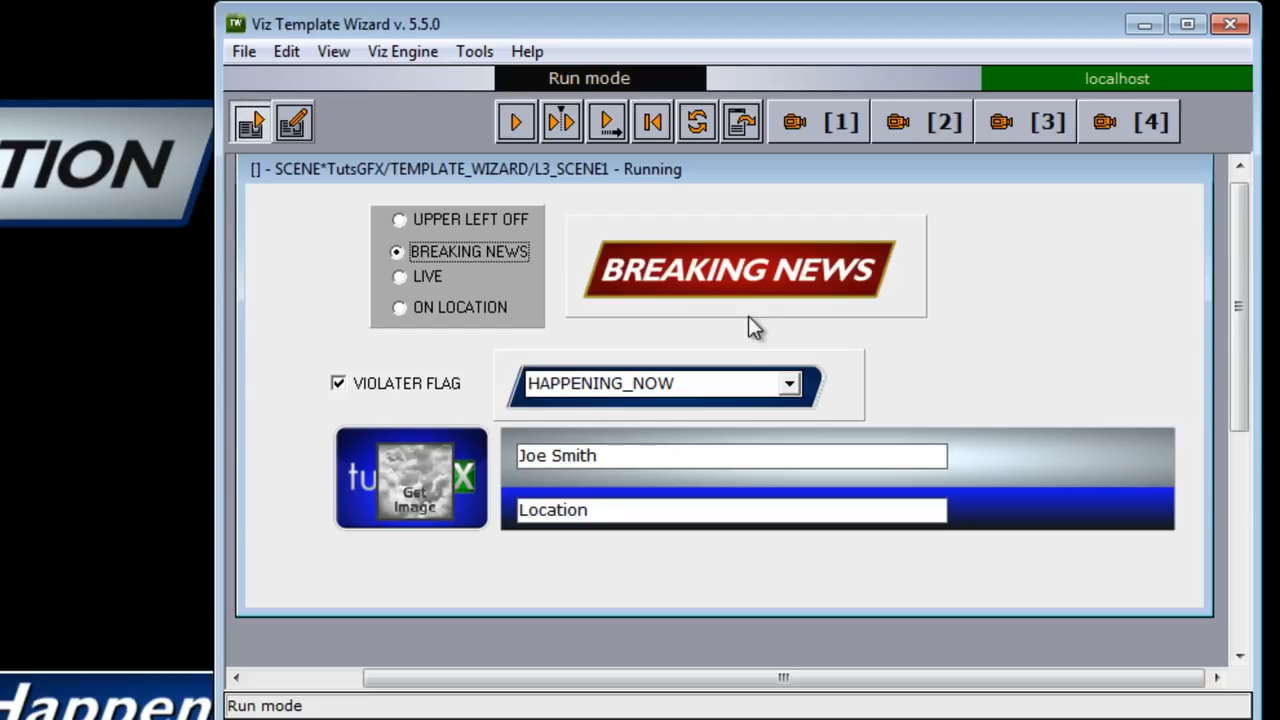 TW Viz Template Wizard v. 5.5.0
File Edit View Viz Engine Tools Help
Run mode localhost
[1] [2] [3] [4]
[] - SCENE*TutsGFX/TEMPLATE_WIZARD/L3_SCENE1 - Running
TION
UPPER LEFT OFF
BREAKING NEWS
LIVE
ON LOCATION
BREAKING NEWS
VIOLATER FLAG
HAPPENING_NOW
tu X
Get
Image
Joe Smith
Location
Happen
Run mode